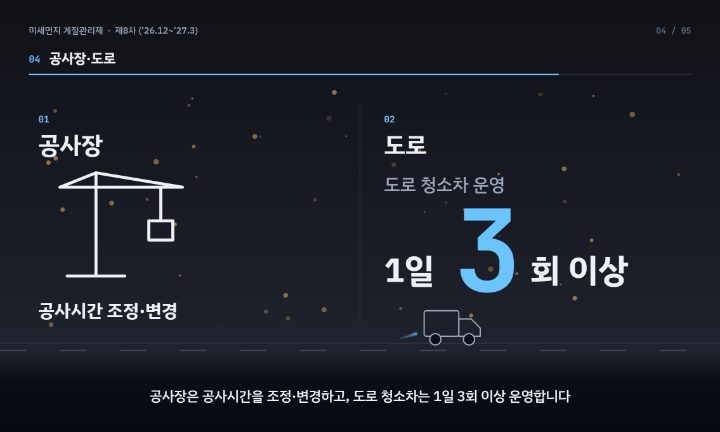 미세먼지 계절관리제 · 제8차 ('26.12~'27.3)
04 / 05
04 공사장·도로
01
공사장
공사시간 조정·변경
02
도로
도로 청소차 운영
1일 3회 이상
공사장은 공사시간을 조정·변경하고, 도로 청소차는 1일 3회 이상 운영합니다